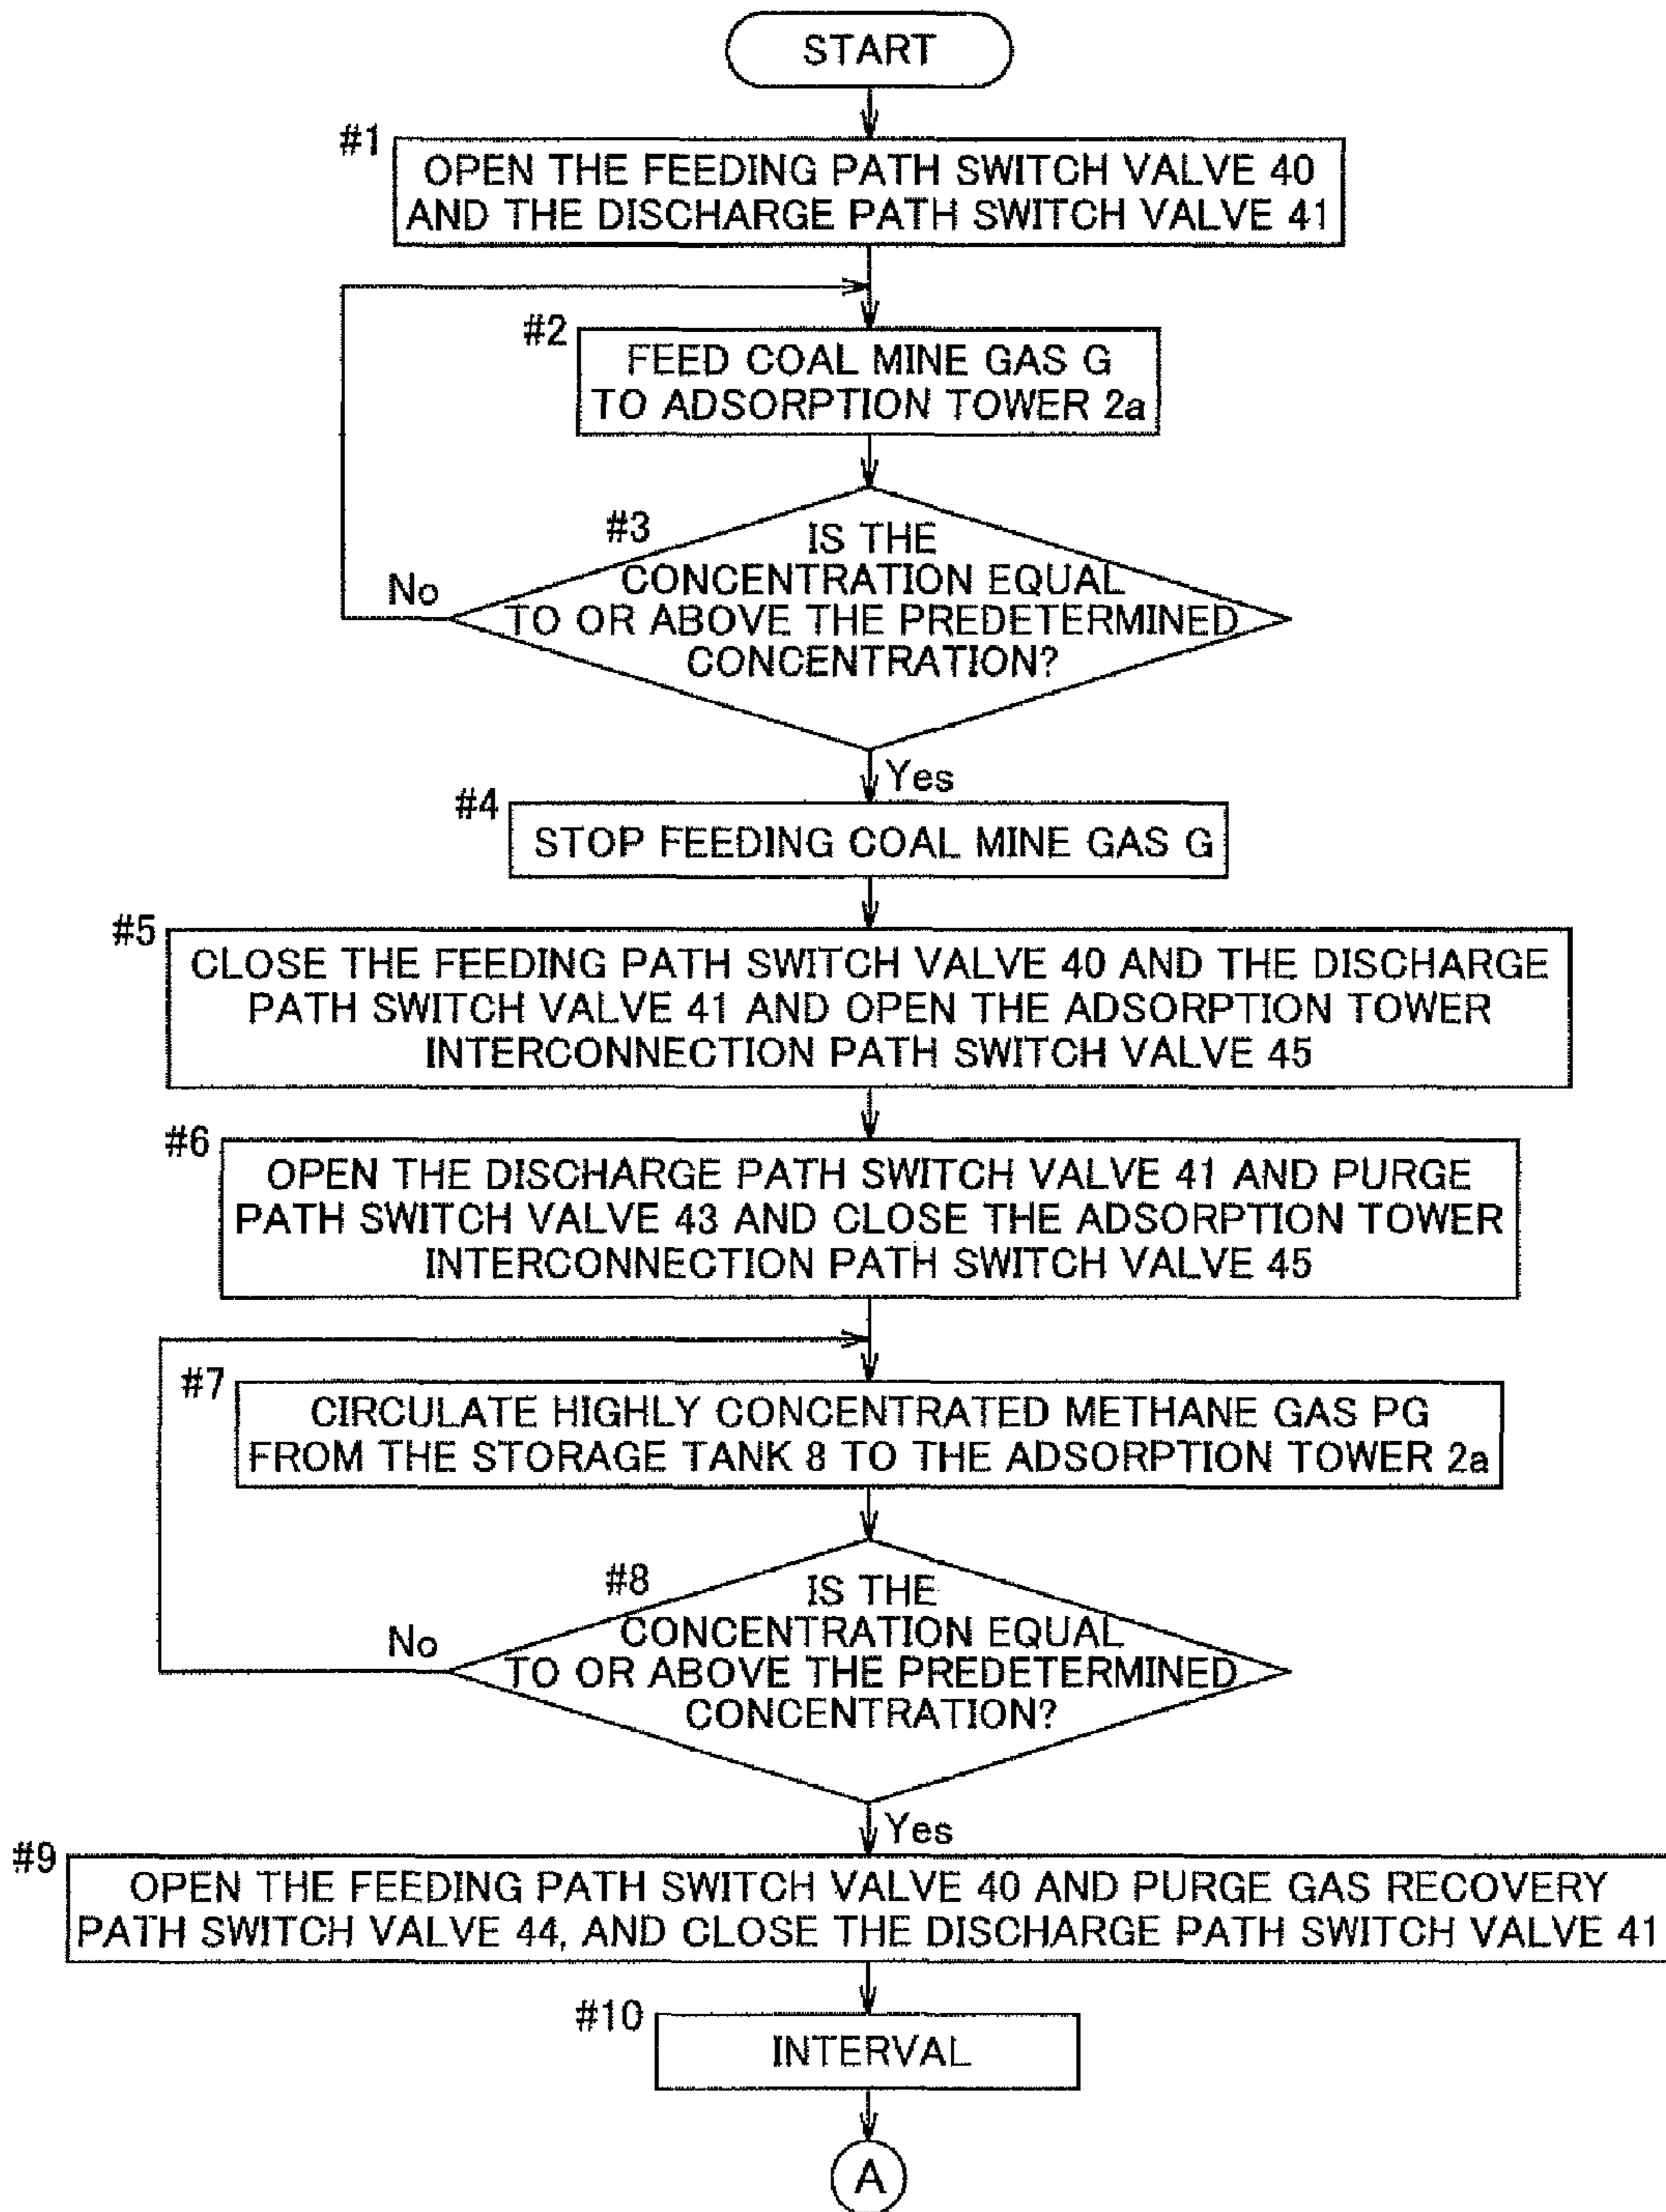 START
#1
OPEN THE FEEDING PATH SWITCH VALVE 40
AND THE DISCHARGE PATH SWITCH VALVE 41
#2
FEED COAL MINE GAS G
TO ADSORPTION TOWER 2a
#3
IS THE
CONCENTRATION EQUAL
TO OR ABOVE THE PREDETERMINED
CONCENTRATION?
No
Yes
#4
STOP FEEDING COAL MINE GAS G
#5
CLOSE THE FEEDING PATH SWITCH VALVE 40 AND THE DISCHARGE
PATH SWITCH VALVE 41 AND OPEN THE ADSORPTION TOWER
INTERCONNECTION PATH SWITCH VALVE 45
#6
OPEN THE DISCHARGE PATH SWITCH VALVE 41 AND PURGE
PATH SWITCH VALVE 43 AND CLOSE THE ADSORPTION TOWER
INTERCONNECTION PATH SWITCH VALVE 45
#7
CIRCULATE HIGHLY CONCENTRATED METHANE GAS PG
FROM THE STORAGE TANK 8 TO THE ADSORPTION TOWER 2a
#8
IS THE
CONCENTRATION EQUAL
TO OR ABOVE THE PREDETERMINED
CONCENTRATION?
No
Yes
#9
OPEN THE FEEDING PATH SWITCH VALVE 40 AND PURGE GAS RECOVERY
PATH SWITCH VALVE 44, AND CLOSE THE DISCHARGE PATH SWITCH VALVE 41
#10
INTERVAL
A